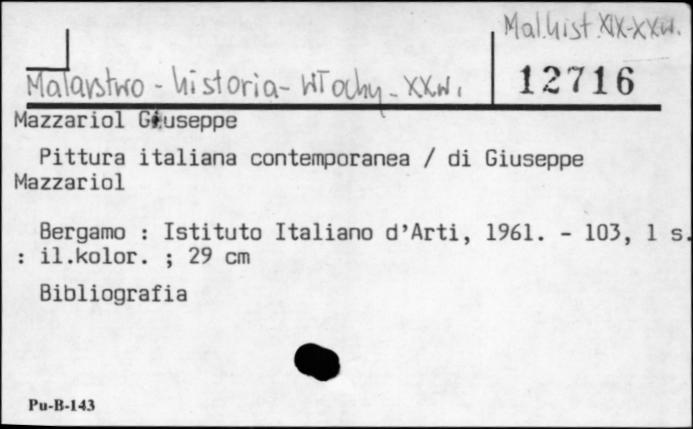 Mal.hist XIX-XXw.
Malarstwo - historia - Włochy - XXw.
12716
Mazzariol Giuseppe
Pittura italiana contemporanea / di Giuseppe
Mazzariol
Bergamo : Istituto Italiano d'Arti, 1961. - 103, 1 s.
: il.kolor. ; 29 cm
Bibliografia
Pu-B-143